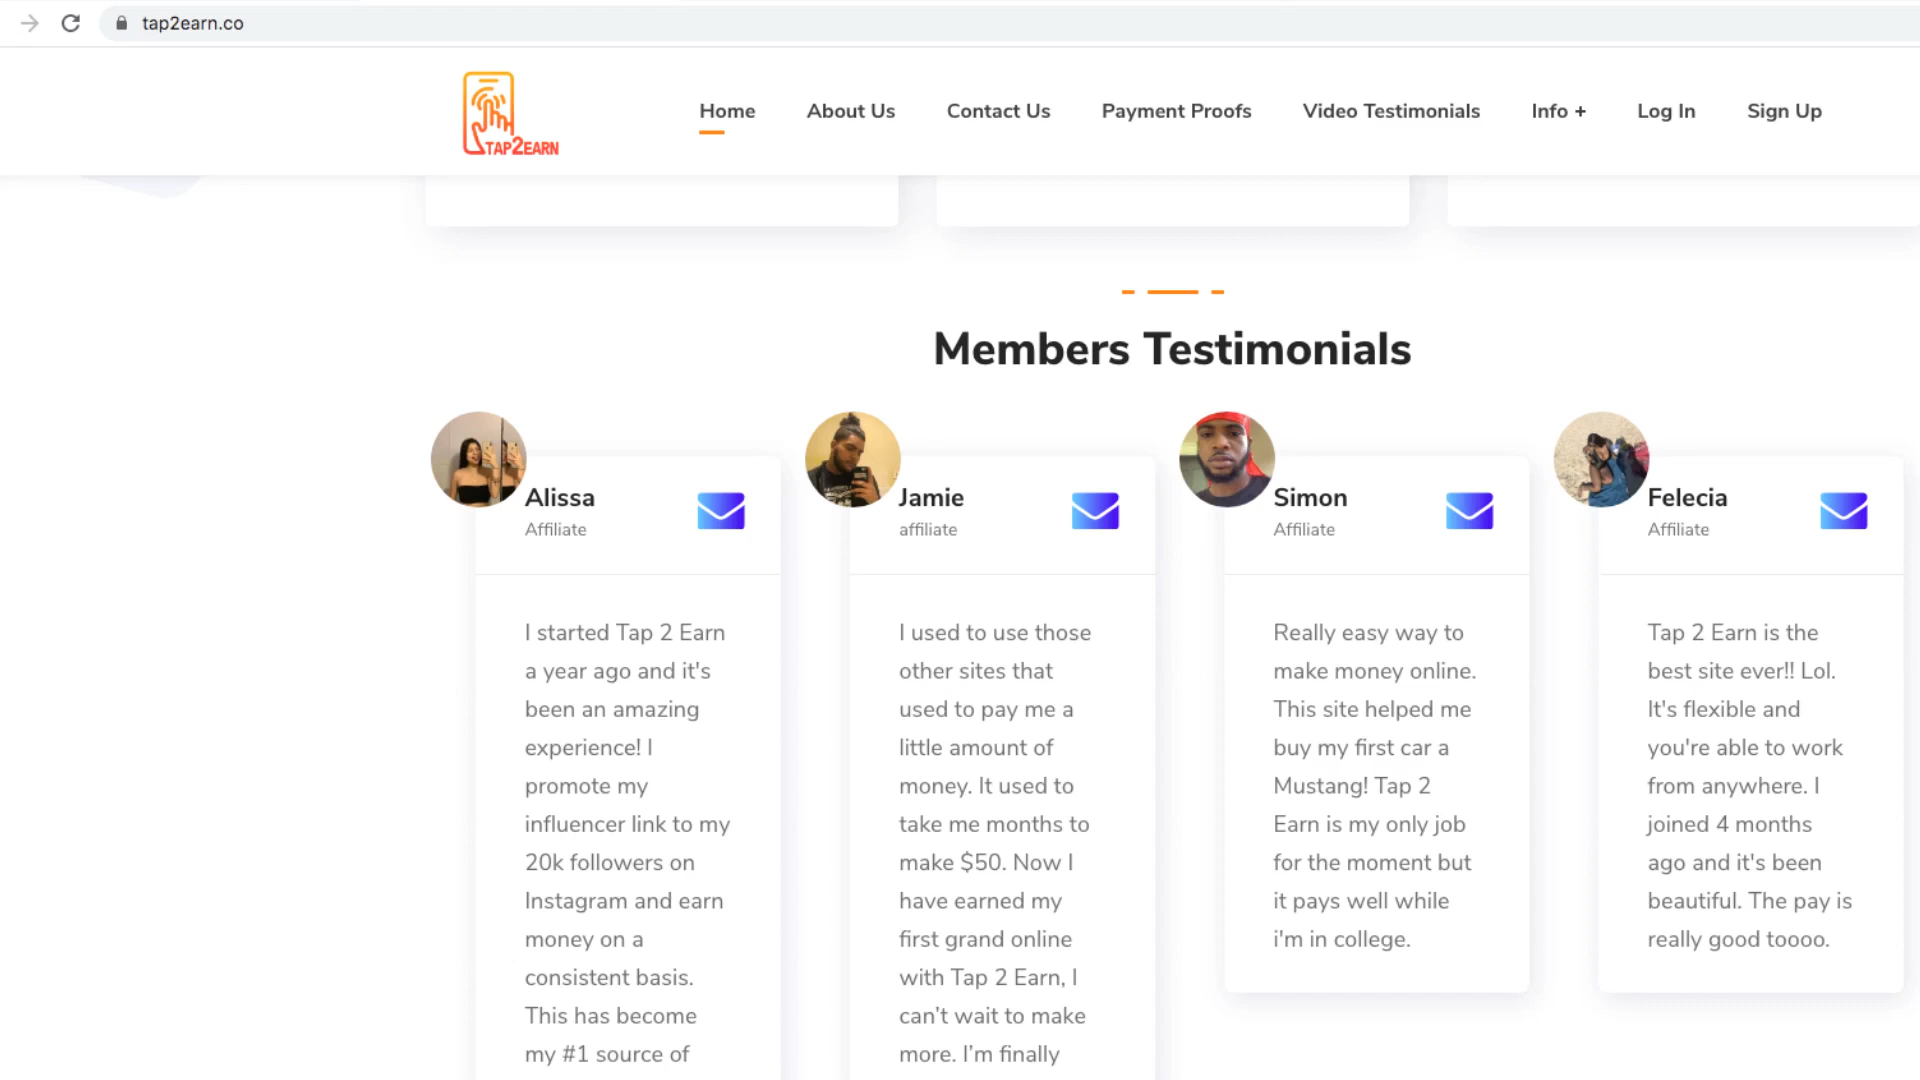 tap2earn.co
TAP2EARN
Home About Us Contact Us Payment Proofs Video Testimonials Info + Log In Sign Up
Members Testimonials
Alissa
Affiliate
I started Tap 2 Earn
a year ago and it's
been an amazing
experience! I
promote my
influencer link to my
20k followers on
Instagram and earn
money on a
consistent basis.
This has become
my #1 source of
Jamie
affiliate
I used to use those
other sites that
used to pay me a
little amount of
money. It used to
take me months to
make $50. Now I
have earned my
first grand online
with Tap 2 Earn, I
can’t wait to make
more. I’m finally
Simon
Affiliate
Really easy way to
make money online.
This site helped me
buy my first car a
Mustang! Tap 2
Earn is my only job
for the moment but
it pays well while
i'm in college.
Felecia
Affiliate
Tap 2 Earn is the
best site ever!! Lol.
It's flexible and
you're able to work
from anywhere. I
joined 4 months
ago and it's been
beautiful. The pay is
really good toooo.